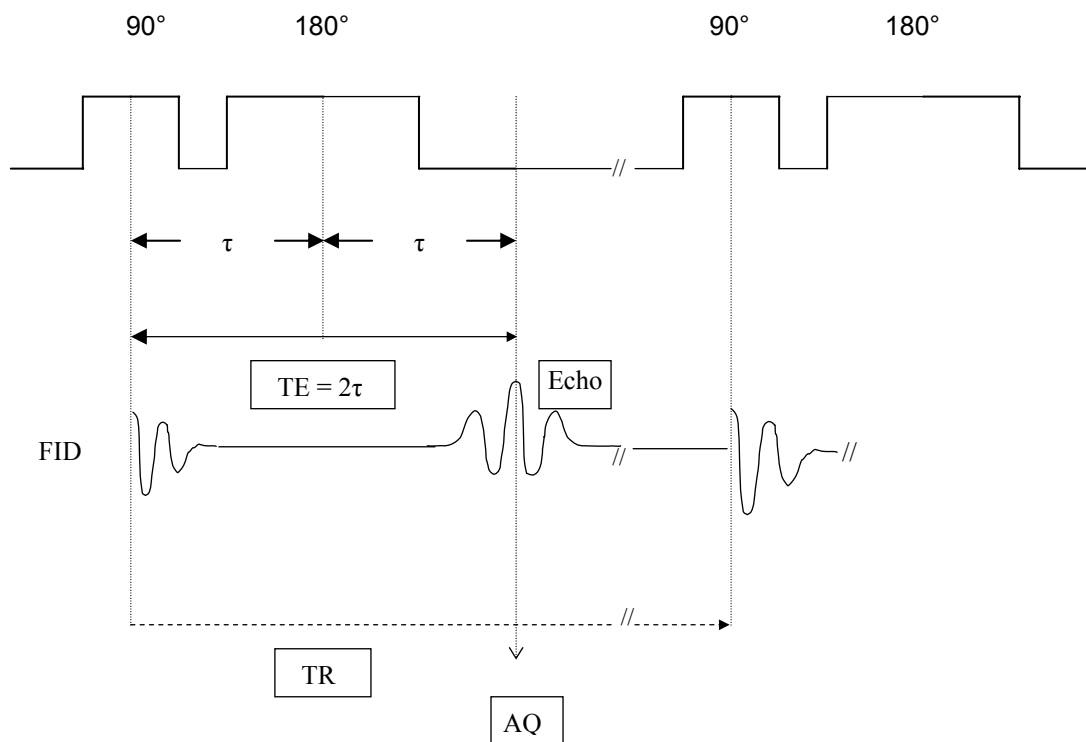 90° 180° 90° 180°
//
τ τ
TE = 2τ
Echo
FID
// //
//
TR
AQ